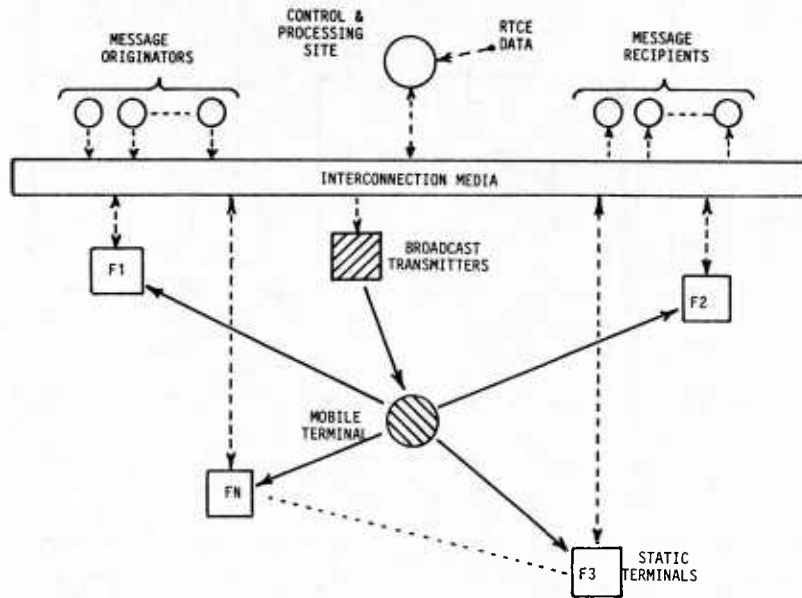 CONTROL &
PROCESSING
SITE
RTCE
DATA
MESSAGE
ORIGINATORS
MESSAGE
RECIPIENTS
INTERCONNECTION MEDIA
F1
BROADCAST
TRANSMITTERS
F2
MOBILE
TERMINAL
FN
F3
STATIC
TERMINALS